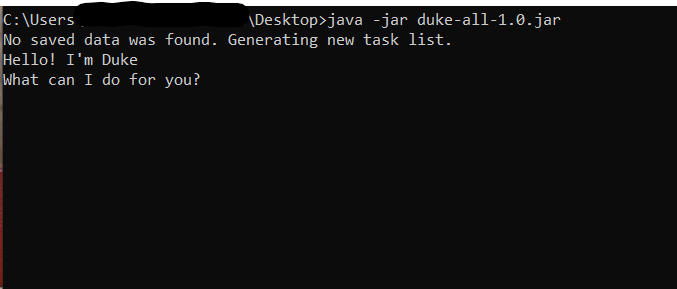 C:\Users\Desktop>java -jar duke-all-1.0.jar
No saved data was found. Generating new task list.
Hello! I'm Duke
What can I do for you?